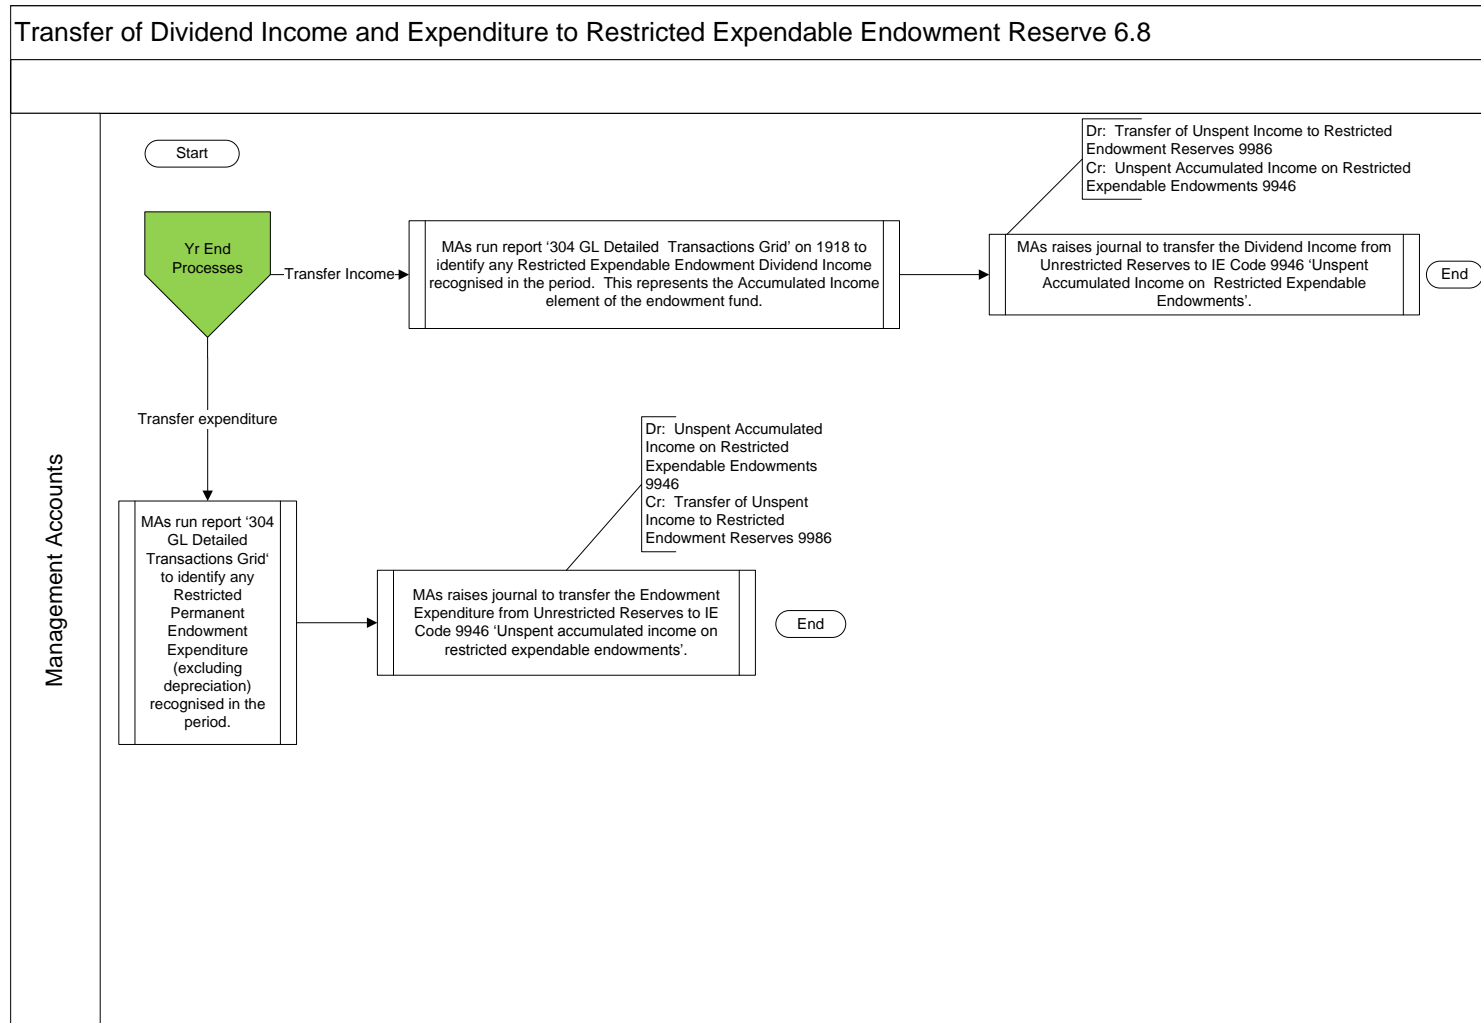 Transfer of Dividend Income and Expenditure to Restricted Expendable Endowment Reserve 6.8
Management Accounts
Start
Yr End
Processes
Transfer Income
MAs run report ‘304 GL Detailed  Transactions Grid’ on 1918 to
identify any Restricted Expendable Endowment Dividend Income
recognised in the period.  This represents the Accumulated Income
element of the endowment fund.
Dr:  Transfer of Unspent Income to Restricted
Endowment Reserves 9986
Cr:  Unspent Accumulated Income on Restricted
Expendable Endowments 9946
MAs raises journal to transfer the Dividend Income from
Unrestricted Reserves to IE Code 9946 ‘Unspent
Accumulated Income on  Restricted Expendable
Endowments’.
End
Transfer expenditure
MAs run report ‘304
GL Detailed
Transactions Grid‘
to identify any
Restricted
Permanent
Endowment
Expenditure
(excluding
depreciation)
recognised in the
period.
Dr:  Unspent Accumulated
Income on Restricted
Expendable Endowments
9946
Cr:  Transfer of Unspent
Income to Restricted
Endowment Reserves 9986
MAs raises journal to transfer the Endowment
Expenditure from Unrestricted Reserves to IE
Code 9946 ‘Unspent accumulated income on
restricted expendable endowments’.
End